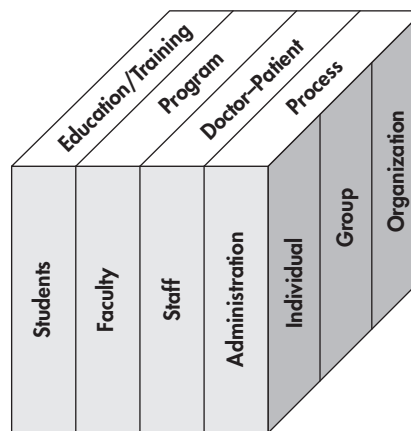 Education/Training
Program
Doctor–Patient
Process
Students
Faculty
Staff
Administration
Individual
Group
Organization